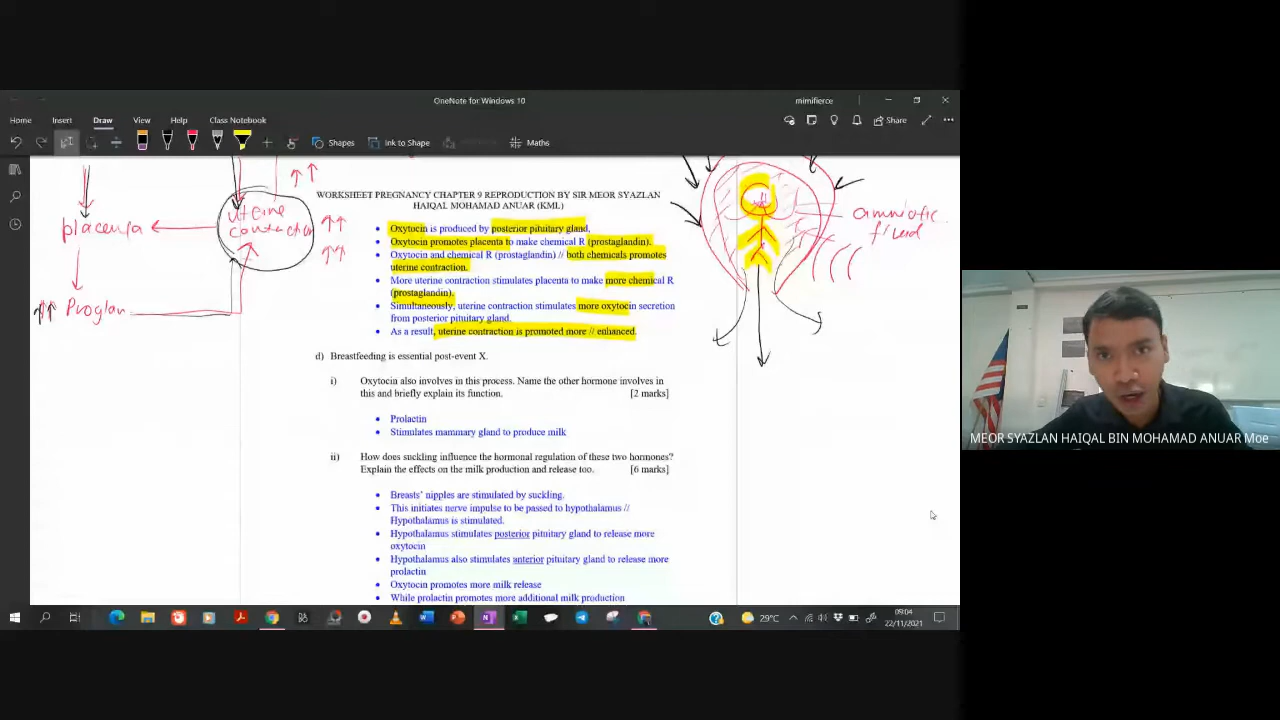 OneNote for Windows 10
mimifierce
Home
Insert
Draw
View
Help
Class Notebook
Share
Shapes
Ink to Shape
Maths
WORKSHEET PREGNANCY CHAPTER 9 REPRODUCTION BY SIR MEOR SYAZLAN
HAIQAL MOHAMAD ANUAR (KML)
• Oxytocin is produced by posterior pituitary gland.
• Oxytocin promotes placenta to make chemical R (prostaglandin).
• Oxytocin and chemical R (prostaglandin) // both chemicals promotes
uterine contraction.
• More uterine contraction stimulates placenta to make more chemical R
(prostaglandin).
• Simultaneously, uterine contraction stimulates more oxytocin secretion
from posterior pituitary gland.
• As a result, uterine contraction is promoted more // enhanced.
d) Breastfeeding is essential post-event X.
i) Oxytocin also involves in this process. Name the other hormone involves in
this and briefly explain its function. [2 marks]
• Prolactin
• Stimulates mammary gland to produce milk
ii) How does suckling influence the hormonal regulation of these two hormones?
Explain the effects on the milk production and release too. [6 marks]
• Breasts' nipples are stimulated by suckling.
• This initiates nerve impulse to be passed to hypothalamus //
Hypothalamus is stimulated.
• Hypothalamus stimulates posterior pituitary gland to release more
oxytocin
• Hypothalamus also stimulates anterior pituitary gland to release more
prolactin
• Oxytocin promotes more milk release
• While prolactin promotes more additional milk production
placenta
uterine
Proglan
amniotic
MEOR SYAZLAN HAIQAL BIN MOHAMAD ANUAR Moe
29°C
09:04
22/11/2021